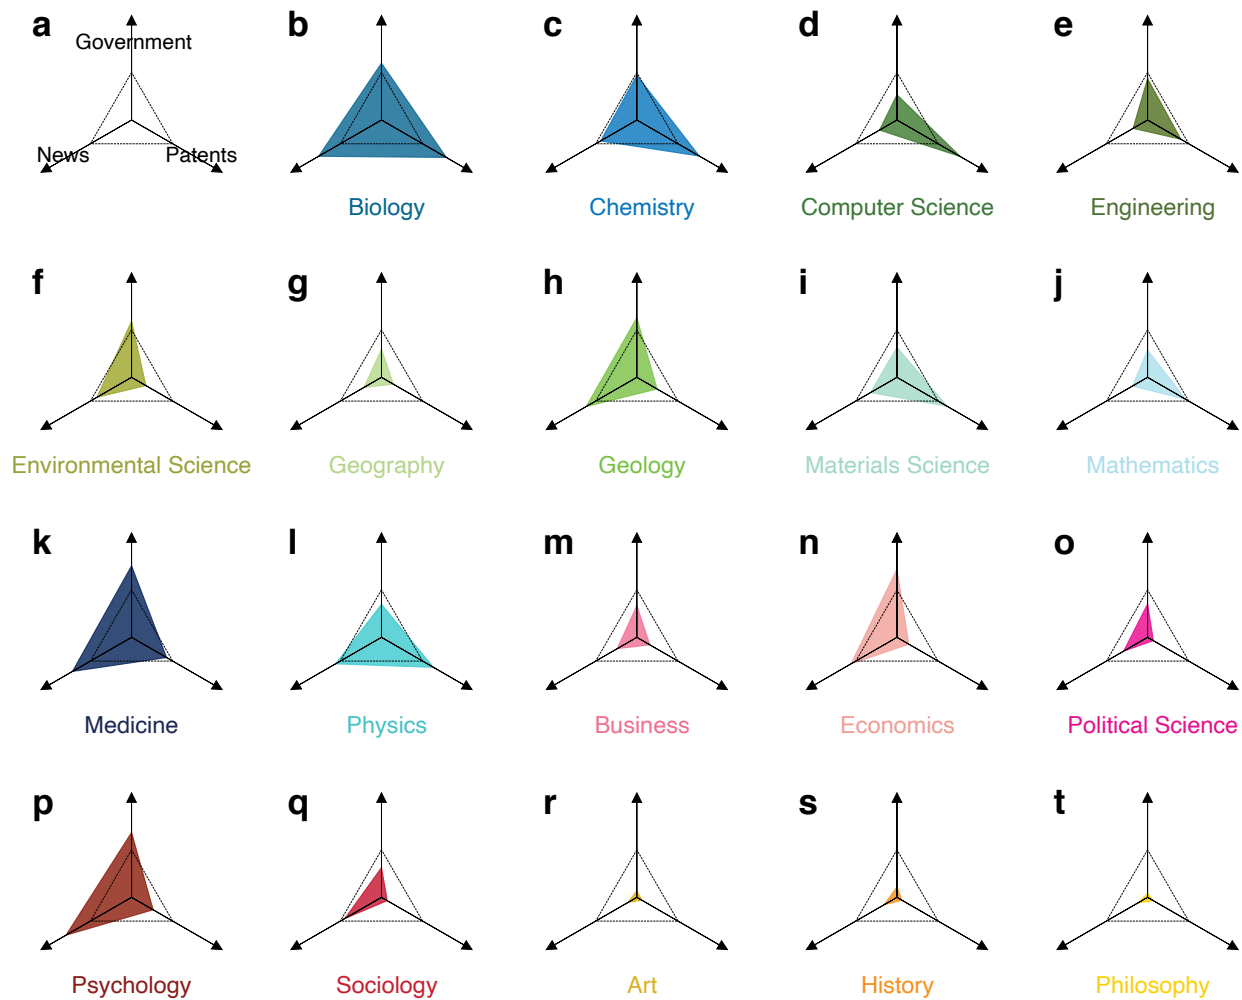 a
Government
News
Patents
b
Biology
c
Chemistry
d
Computer Science
e
Engineering
f
Environmental Science
g
Geography
h
Geology
i
Materials Science
j
Mathematics
k
Medicine
l
Physics
m
Business
n
Economics
o
Political Science
p
Psychology
q
Sociology
r
Art
s
History
t
Philosophy